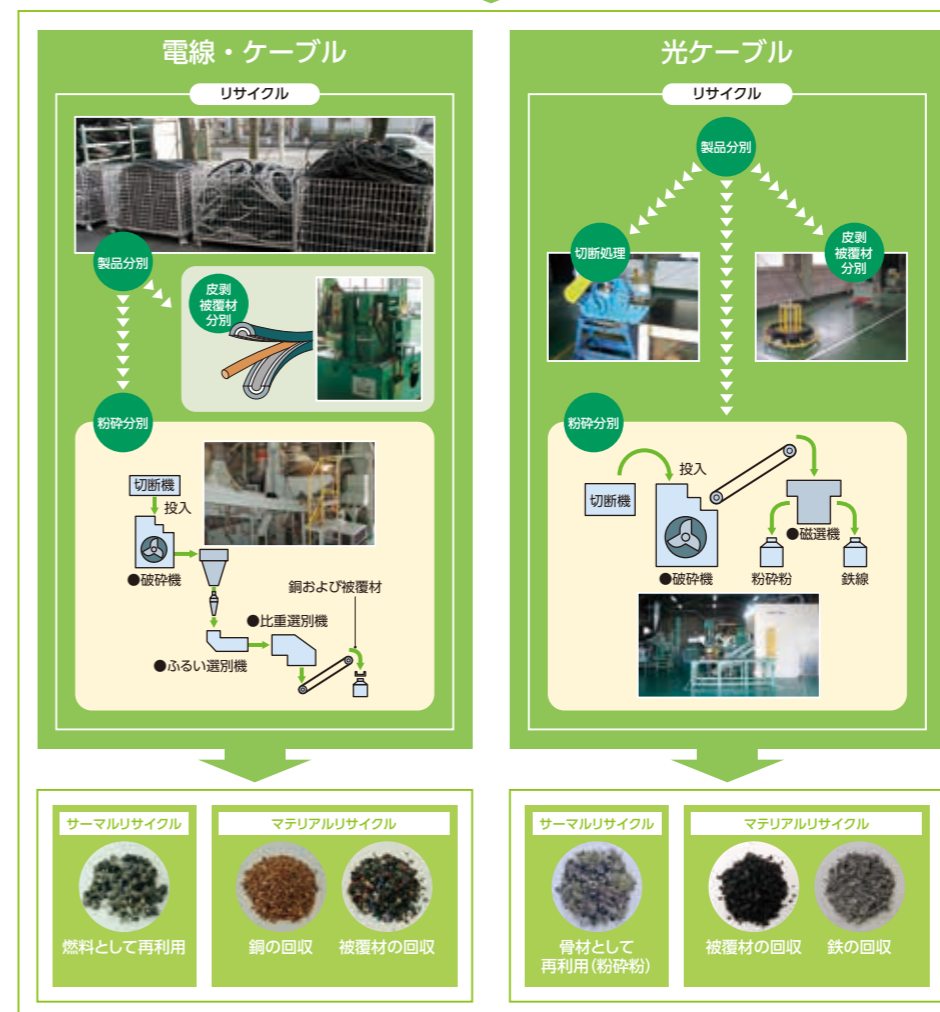 電線・ケーブル
リサイクル
製品分別
皮剥
被覆材
分別
粉砕分別
切断機
投入
●破砕機
銅および被覆材
●比重選別機
●ふるい選別機
サーマルリサイクル
燃料として再利用
マテリアルリサイクル
銅の回収
被覆材の回収
光ケーブル
リサイクル
製品分別
切断処理
皮剥
被覆材
分別
粉砕分別
切断機
投入
●破砕機
●磁選機
粉砕粉
鉄線
サーマルリサイクル
骨材として
再利用(粉砕粉)
マテリアルリサイクル
被覆材の回収
鉄の回収